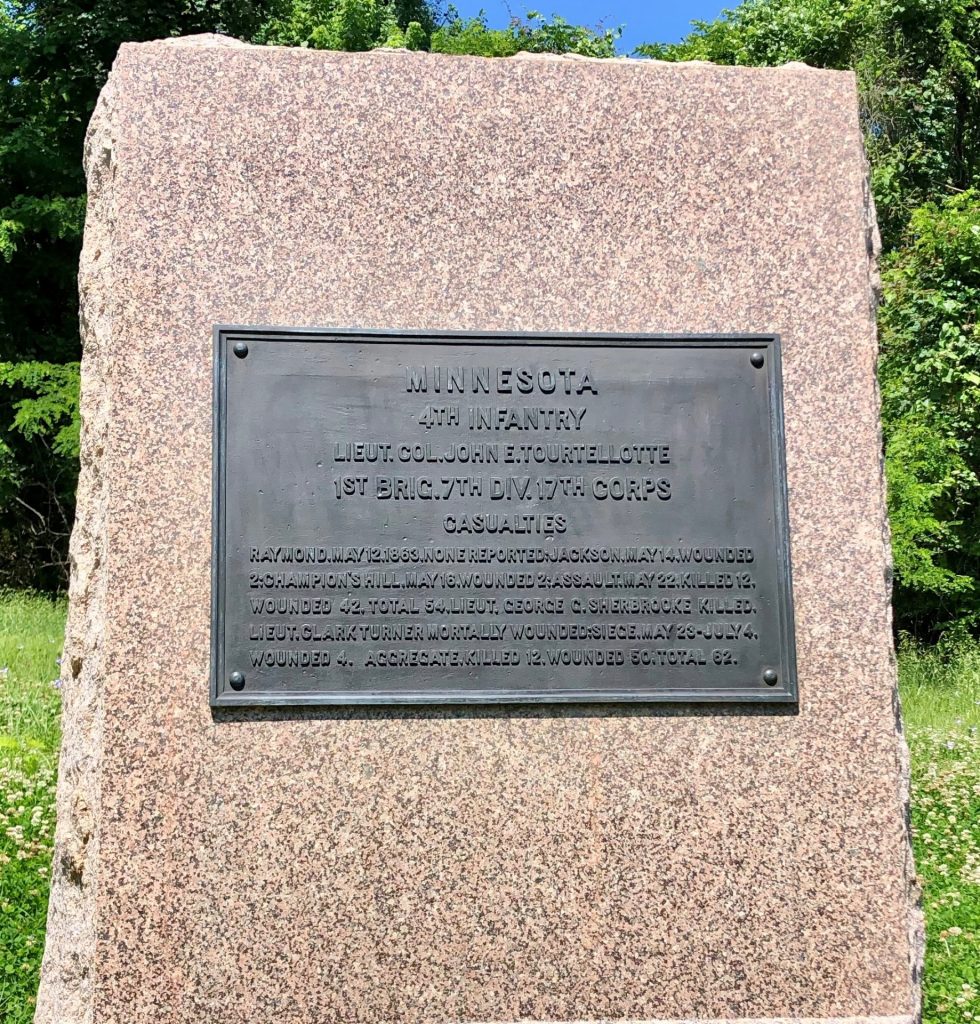 MINNESOTA
4TH INFANTRY
LIEUT. COL. JOHN E. TOURTELLOTTE
1ST BRIG. 7TH DIV. 17TH CORPS
CASUALTIES
RAYMOND, MAY 12, 1863, NONE REPORTED; JACKSON, MAY 14, WOUNDED
2; CHAMPION'S HILL, MAY 16, WOUNDED 2; ASSAULT, MAY 22, KILLED 12,
WOUNDED 42, TOTAL 54, LIEUT. GEORGE G. SHERBROOKE KILLED,
LIEUT. CLARK TURNER MORTALLY WOUNDED; SIEGE, MAY 23-JULY 4,
WOUNDED 4. AGGREGATE, KILLED 12, WOUNDED 50; TOTAL 62.